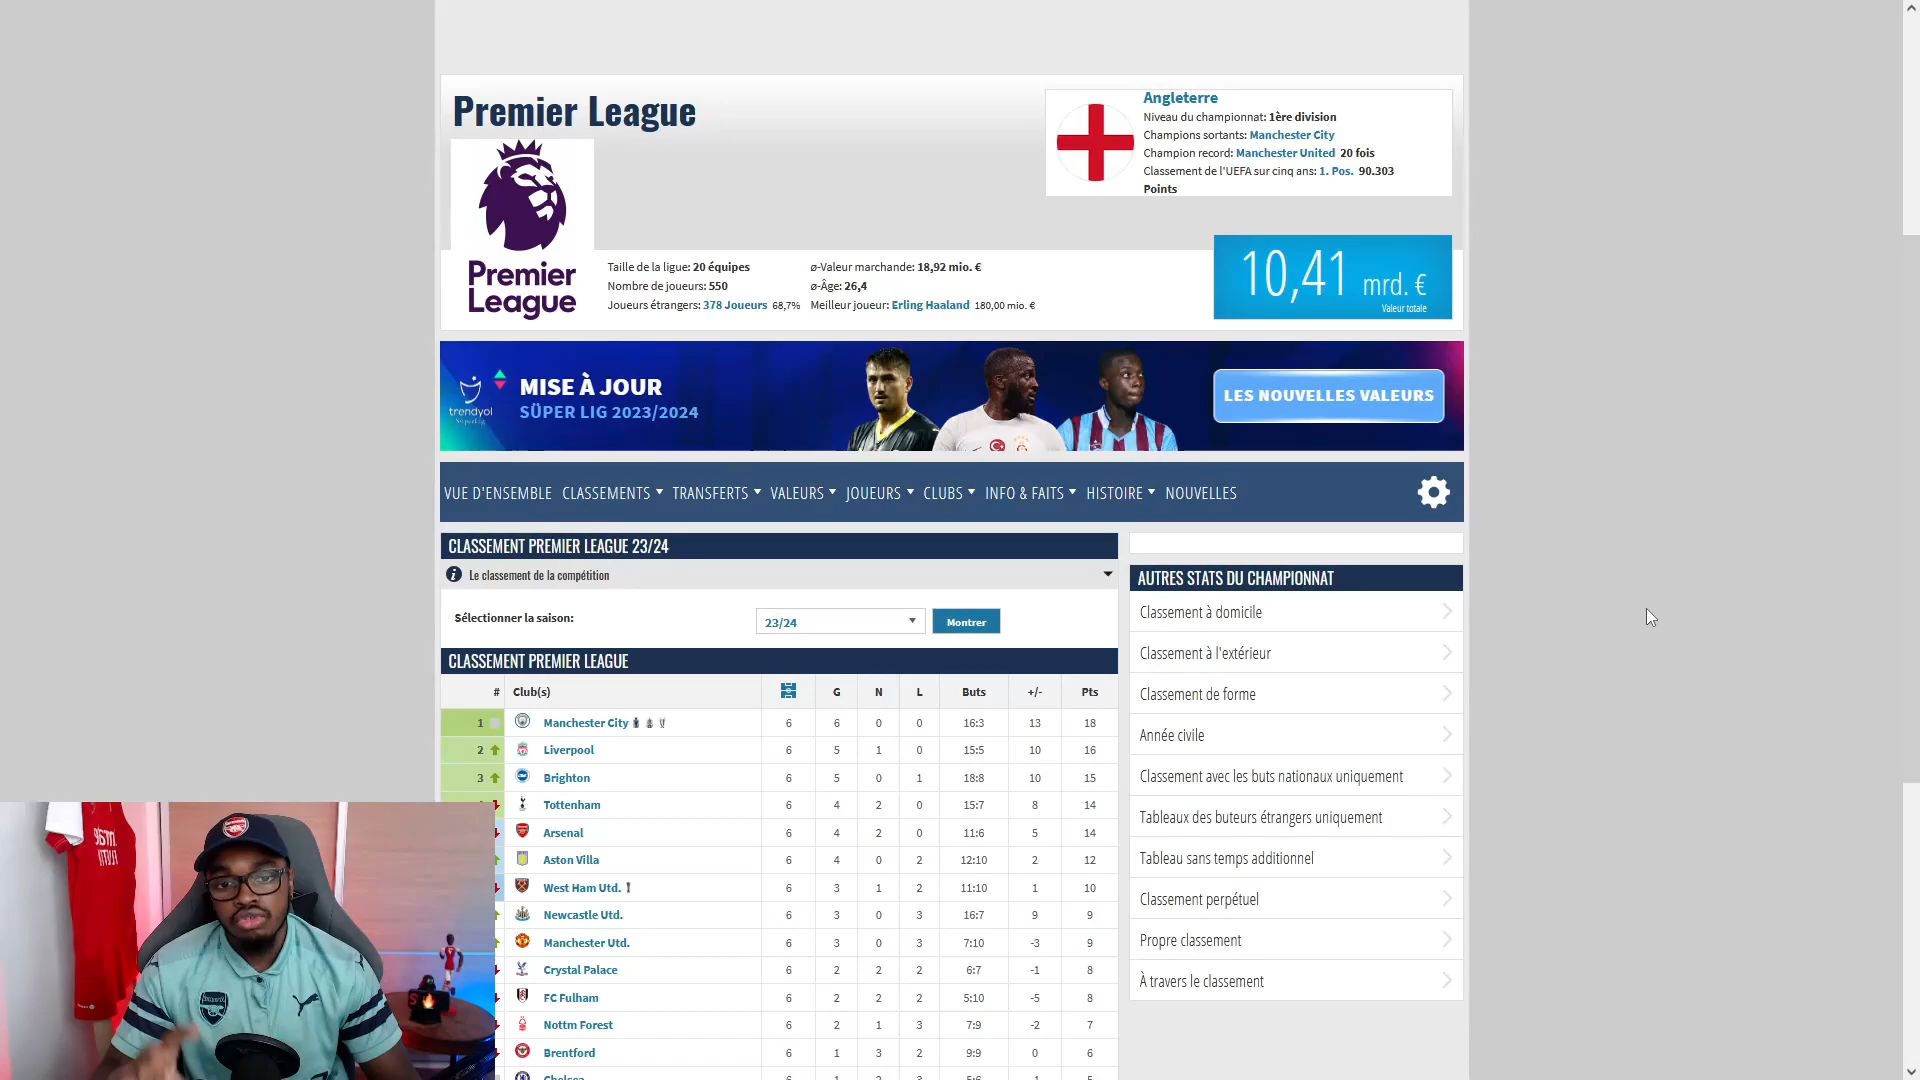 Premier League
Angleterre
Niveau du championnat: 1ère division
Champions sortants: Manchester City
Champion record: Manchester United 20 fois
Classement de l'UEFA sur cinq ans: 1. Pos. 90.303
Points
Premier
League
Taille de la ligue: 20 équipes
Nombre de joueurs: 550
Joueurs étrangers: 378 Joueurs 68,7%
ø-Valeur marchande: 18,92 mio. €
ø-Âge: 26,4
Meilleur joueur: Erling Haaland 180,00 mio. €
10,41 mrd. €
Valeur totale
trendyol
MISE À JOUR
SÜPER LIG 2023/2024
LES NOUVELLES VALEURS
VUE D'ENSEMBLE CLASSEMENTS TRANSFERTS VALEURS JOUEURS CLUBS INFO & FAITS HISTOIRE NOUVELLES
CLASSEMENT PREMIER LEAGUE 23/24
Le classement de la compétition
Sélectionner la saison: 23/24 Montrer
CLASSEMENT PREMIER LEAGUE
# Club(s) G N L Buts +/- Pts
1 Manchester City 6 6 0 0 16:3 13 18
2 Liverpool 6 5 1 0 15:5 10 16
3 Brighton 6 5 0 1 18:8 10 15
Tottenham 6 4 2 0 15:7 8 14
Arsenal 6 4 2 0 11:6 5 14
Aston Villa 6 4 0 2 12:10 2 12
West Ham Utd. 6 3 1 2 11:10 1 10
Newcastle Utd. 6 3 0 3 16:7 9 9
Manchester Utd. 6 3 0 3 7:10 -3 9
Crystal Palace 6 2 2 2 6:7 -1 8
FC Fulham 6 2 2 2 5:10 -5 8
Nottm Forest 6 2 1 3 7:9 -2 7
Brentford 6 1 3 2 9:9 0 6
AUTRES STATS DU CHAMPIONNAT
Classement à domicile
Classement à l'extérieur
Classement de forme
Année civile
Classement avec les buts nationaux uniquement
Tableaux des buteurs étrangers uniquement
Tableau sans temps additionnel
Classement perpétuel
Propre classement
À travers le classement